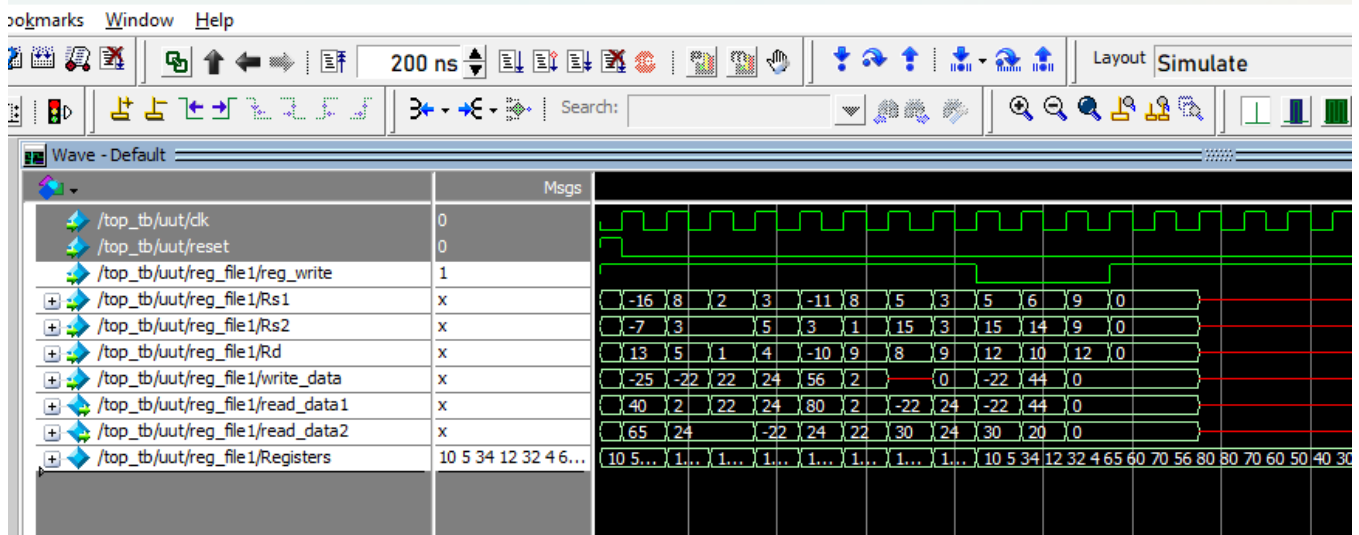 ookmarks Window Help
200 ns Layout Simulate
Search:
Wave - Default
Msgs
/top_tb/uut/clk 0
/top_tb/uut/reset 0
/top_tb/uut/reg_file1/reg_write 1
/top_tb/uut/reg_file1/Rs1 x -16 8 2 3 -11 8 5 3 5 6 9 0
/top_tb/uut/reg_file1/Rs2 x -7 3 5 3 1 15 3 15 14 9 0
/top_tb/uut/reg_file1/Rd x 13 5 1 4 -10 9 8 9 12 10 12 0
/top_tb/uut/reg_file1/write_data x -25 -22 22 24 56 2 0 -22 44 0
/top_tb/uut/reg_file1/read_data1 x 40 2 22 24 80 2 -22 24 -22 44 0
/top_tb/uut/reg_file1/read_data2 x 65 24 -22 24 22 30 24 30 20 0
/top_tb/uut/reg_file1/Registers 10 5 34 12 32 4 6... 10 5... 1... 1... 1... 1... 1... 1... 1... 10 5 34 12 32 4 65 60 70 56 80 80 70 60 50 40 30